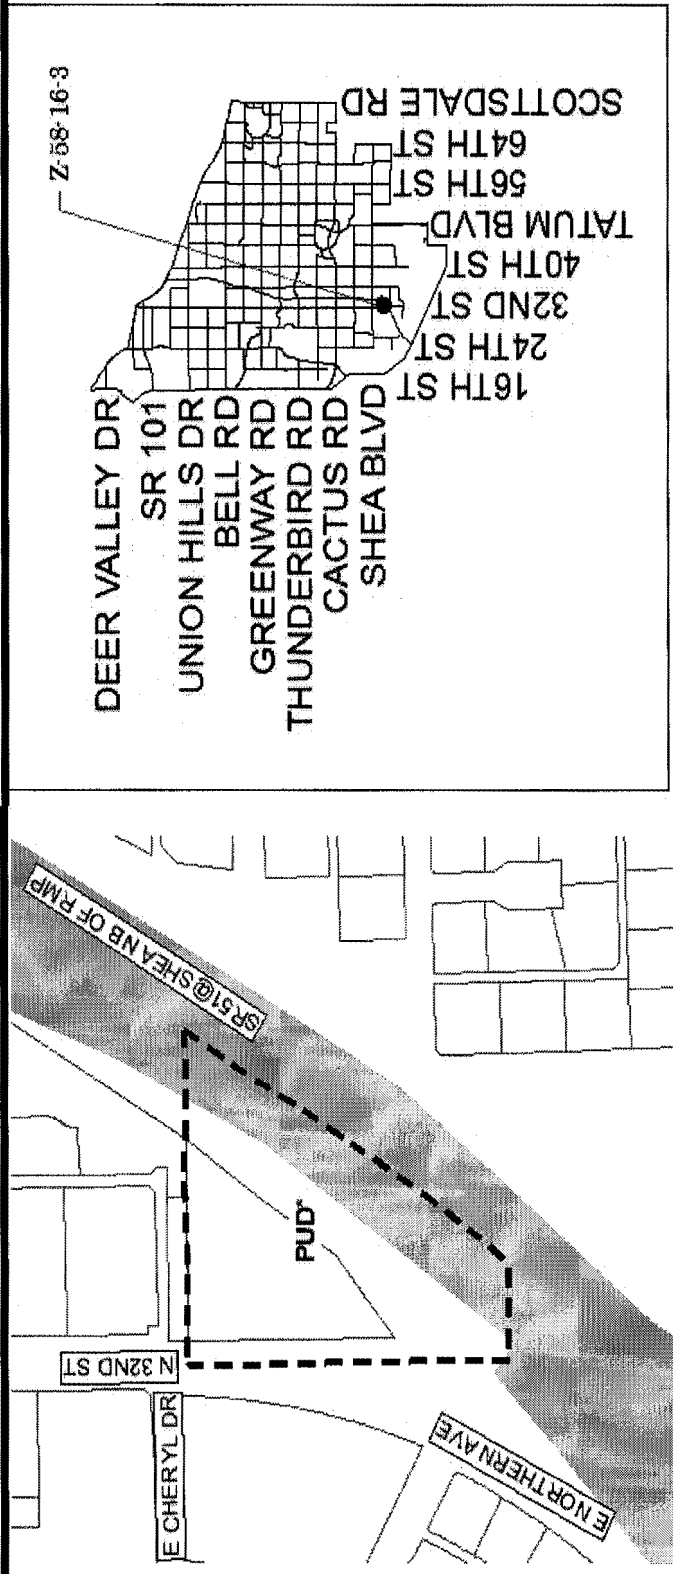 Z-58-16-3
DEER VALLEY DR
SR 101
UNION HILLS DR
BELL RD
GREENWAY RD
THUNDERBIRD RD
CACTUS RD
SHEA BLVD
16TH ST
24TH ST
32ND ST
40TH ST
TATUM BLVD
56TH ST
64TH ST
SCOTTSDALE RD
SR51@SHEA NB OF RMP
PUD*
N 32ND ST
E CHERYL DR
E NORTHERN AVE